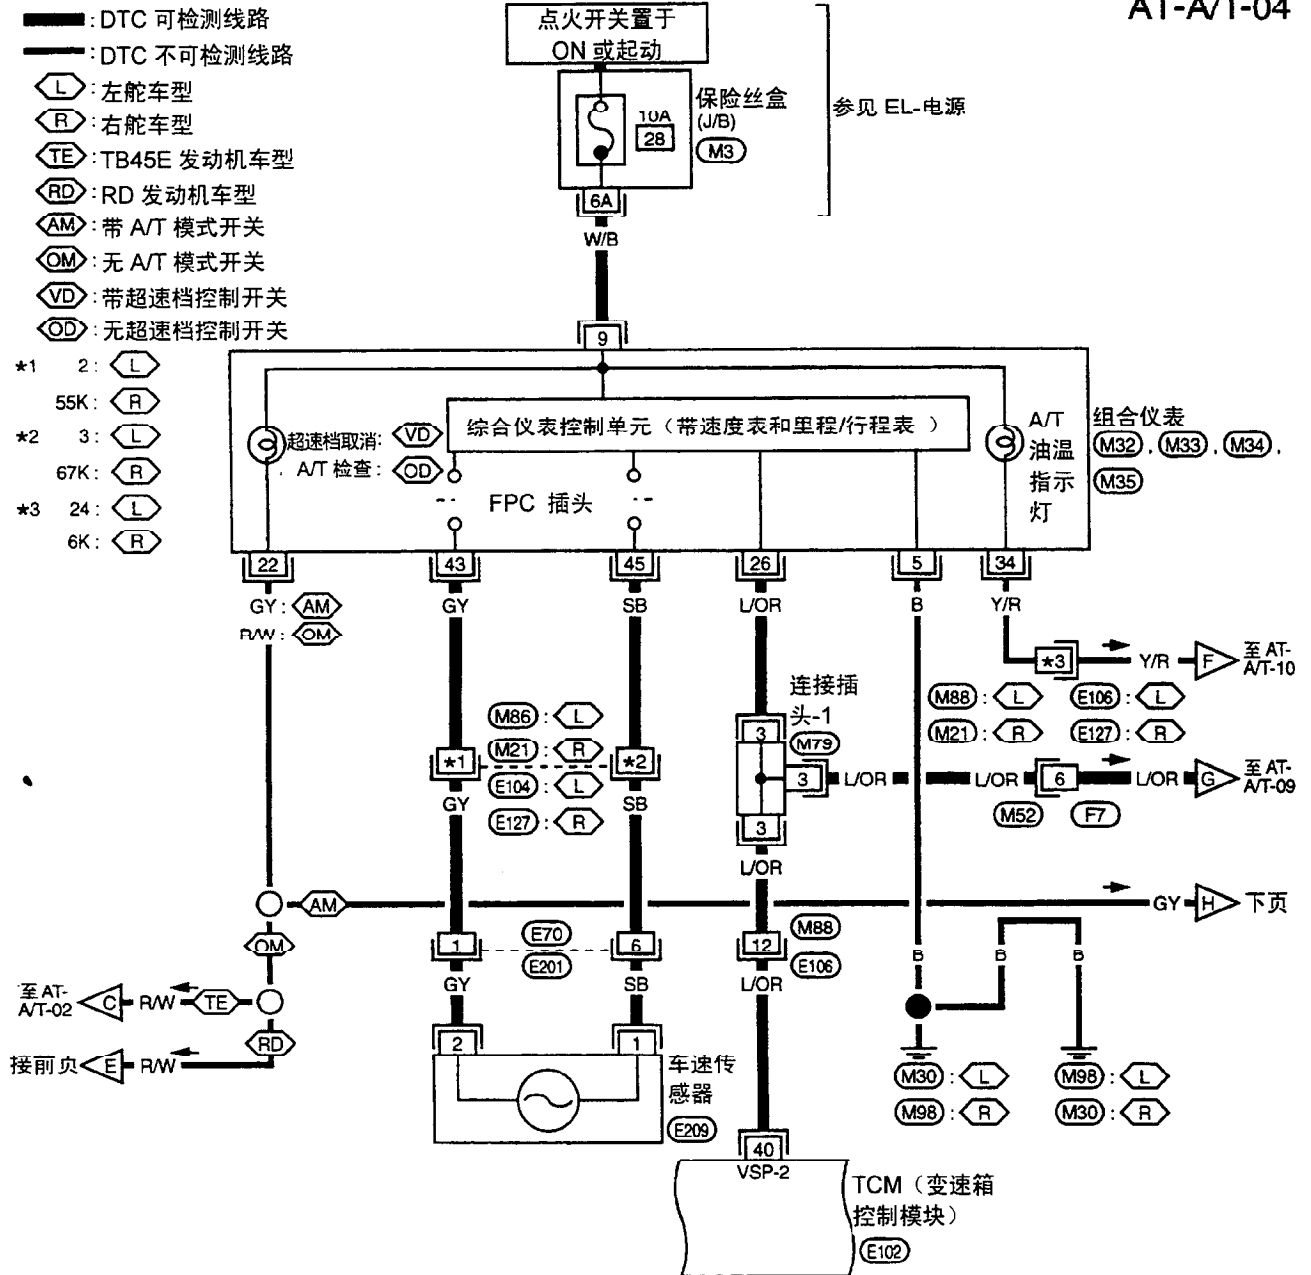 AT-A/T-04
: DTC 可检测线路
: DTC 不可检测线路
L : 左舵车型
R : 右舵车型
TE : TB45E 发动机车型
RD : RD 发动机车型
AM : 带 A/T 模式开关
OM : 无 A/T 模式开关
VD : 带超速档控制开关
OD : 无超速档控制开关
★1 2 : L
55K : R
★2 3 : L
67K : R
★3 24 : L
6K : R
点火开关置于
ON 或起动
10A
28
保险丝盒
(J/B)
M3
参见 EL-电源
6A
W/B
9
超速档取消: VD
A/T 检查: OD
综合仪表控制单元（带速度表和里程/行程表 ）
FPC 插头
A/T
油温
指示
灯
组合仪表
M32 , M33 , M34 ,
M35
22
43
45
26
5
34
GY : AM
R/W : OM
GY
SB
L/OR
B
Y/R
★3
Y/R
F
至 AT-
A/T-10
M88 : L
E106 : L
M21 : R
E127 : R
M86 : L
M21 : R
E104 : L
E127 : R
★1
★2
GY
SB
连接插
头-1
M79
3
3
3
L/OR
L/OR
6
L/OR
G
至 AT-
A/T-09
M52
F7
L/OR
AM
GY
H
下页
OM
1
E70
E201
6
12
M88
E106
B
B
B
GY
SB
L/OR
至 AT-
A/T-02
C
R/W
TE
RD
接前页
E
R/W
2
1
车速传
感器
E209
M30 : L
M98 : R
M98 : L
M30 : R
40
VSP-2
TCM（变速箱
控制模块）
E102